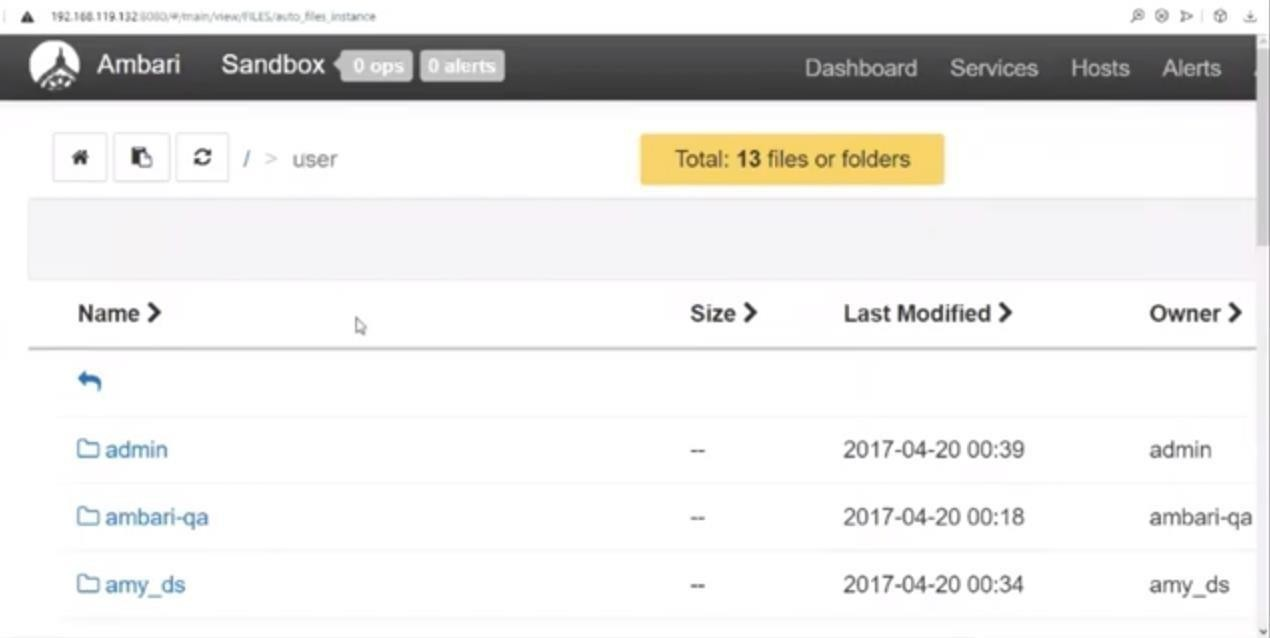 192.168.119.132:8080/#/main/view/FILES/auto_files_instance
Ambari Sandbox 0 ops 0 alerts Dashboard Services Hosts Alerts
/ > user Total: 13 files or folders
Name Size Last Modified Owner
admin -- 2017-04-20 00:39 admin
ambari-qa -- 2017-04-20 00:18 ambari-qa
amy_ds -- 2017-04-20 00:34 amy_ds